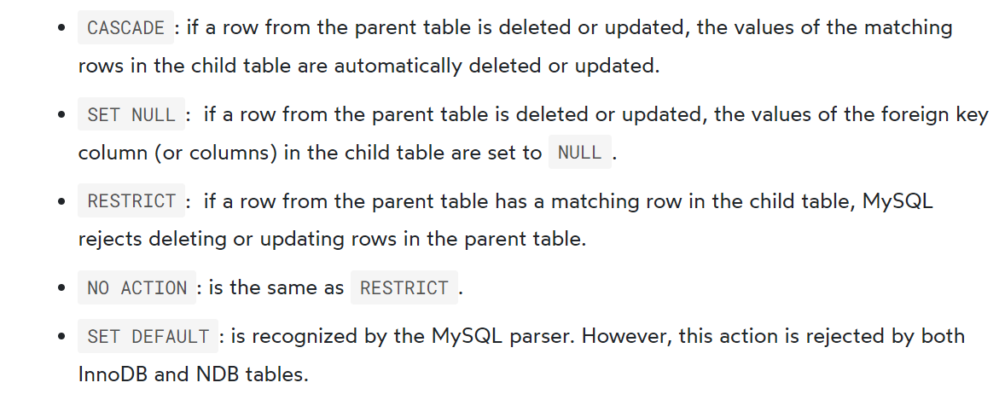 • CASCADE : if a row from the parent table is deleted or updated, the values of the matching
rows in the child table are automatically deleted or updated.
• SET NULL : if a row from the parent table is deleted or updated, the values of the foreign key
column (or columns) in the child table are set to NULL .
• RESTRICT : if a row from the parent table has a matching row in the child table, MySQL
rejects deleting or updating rows in the parent table.
• NO ACTION : is the same as RESTRICT .
• SET DEFAULT : is recognized by the MySQL parser. However, this action is rejected by both
InnoDB and NDB tables.